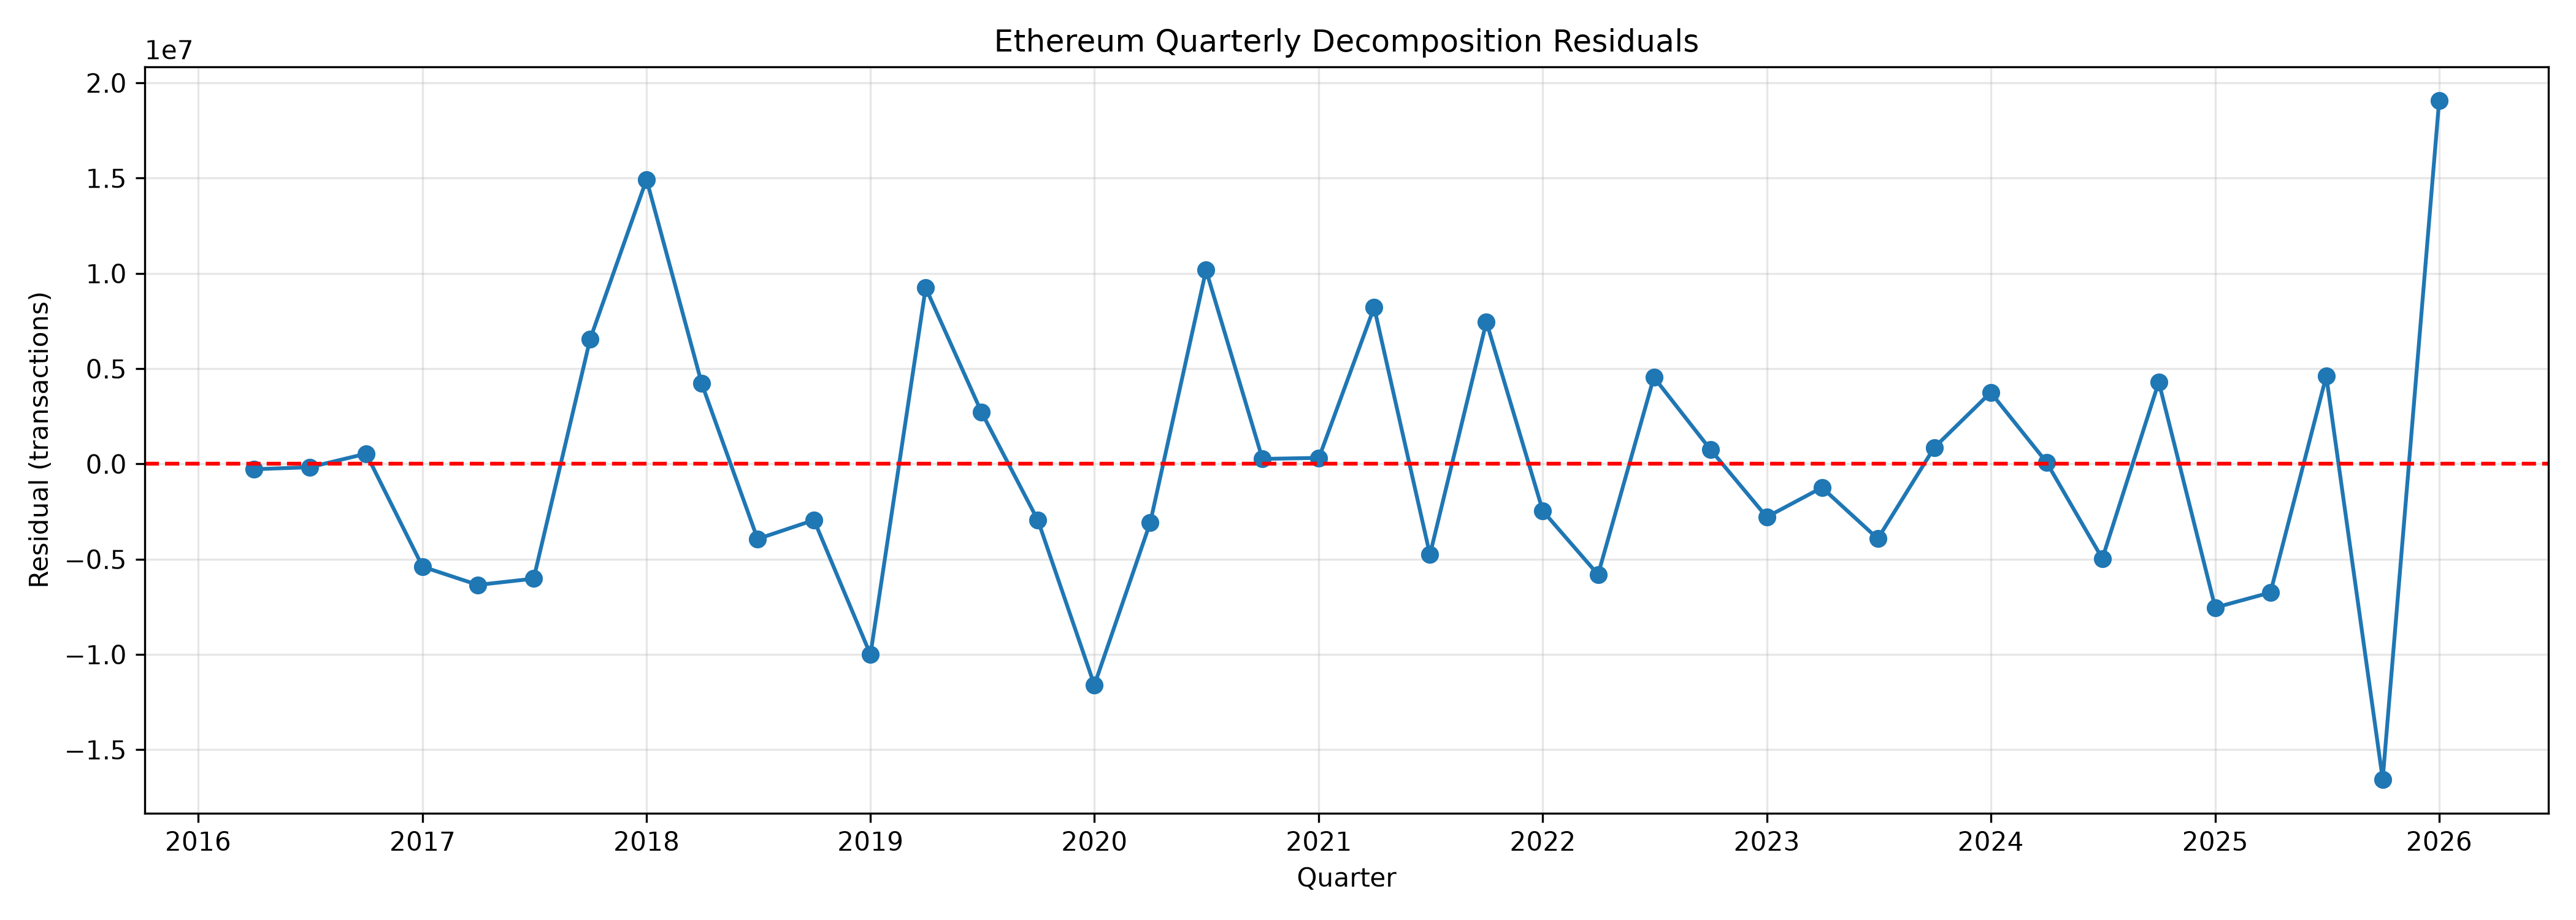 Ethereum Quarterly Decomposition Residuals
1e7
2.0
1.5
1.0
0.5
0.0
−0.5
−1.0
−1.5
Residual (transactions)
2016 2017 2018 2019 2020 2021 2022 2023 2024 2025 2026
Quarter